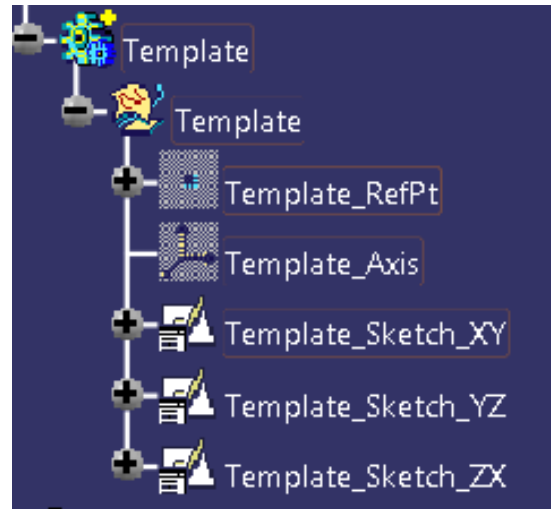 Template
Template
Template_RefPt
Template_Axis
Template_Sketch_XY
Template_Sketch_YZ
Template_Sketch_ZX